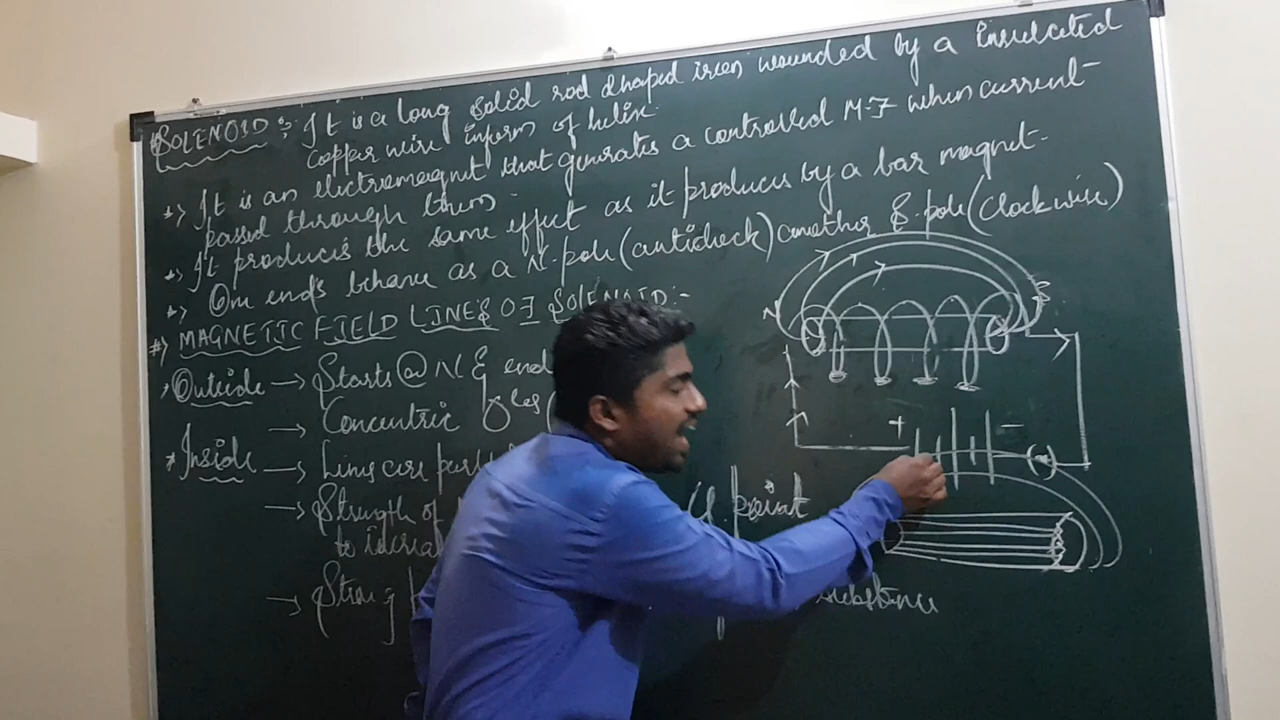 SOLENOID :- It is a long solid rod shaped iron wounded by a insulated
copper wire inform of helix.
*> It is an electromagnet that generates a controlled M.F when current
passed through them.
*> It produces the same effect as it produces by a bar magnet.
*> One ends behave as a N-pole (anticlock) another S-pole (clockwise)
#> MAGNETIC FIELD LINES OF SOLENOID :-
Outside → Starts @ N & end
→ Concentric
* Inside → Lines are
→ Strength of point
to increa
→ Strong substance
N S
+ -